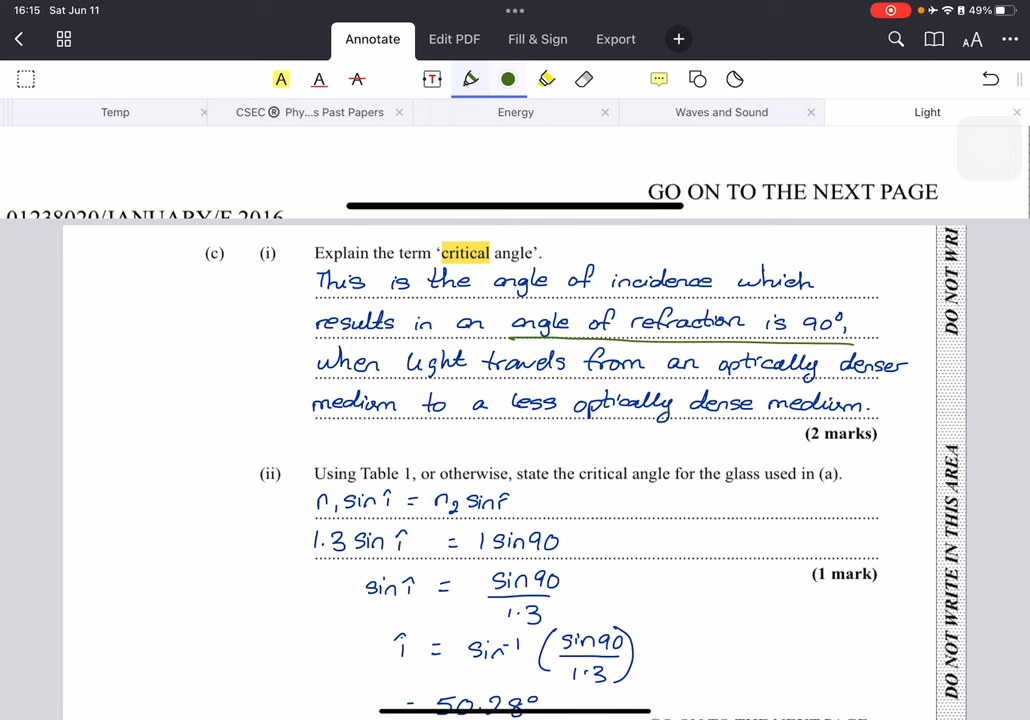 16:15 Sat Jun 11
49%
Annotate Edit PDF Fill & Sign Export +
AA
A A A T
Temp CSEC ® Phy...s Past Papers Energy Waves and Sound Light
GO ON TO THE NEXT PAGE
01238020/JANUARY/F 2016
(c) (i) Explain the term ‘critical angle’.
This is the angle of incidence which
results in an angle of refraction is 90°,
when light travels from an optically denser
medium to a less optically dense medium.
(2 marks)
(ii) Using Table 1, or otherwise, state the critical angle for the glass used in (a).
n₁ sin î = n₂ sin r̂
1.3 sin î = 1 sin 90
(1 mark)
sin î = sin 90
1.3
î = sin⁻¹ (sin 90
1.3)
= 50.28°
DO NOT WRI
DO NOT WRITE IN THIS AREA